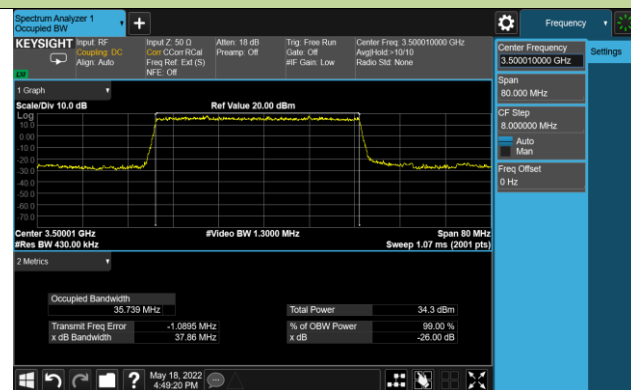 Spectrum Analyzer 1
Occupied BW
Frequency
KEYSIGHT
Input: RF
Coupling: DC
Align: Auto
Input Z: 50 Ω
Corr CCorr RCal
Freq Ref: Ext (S)
NFE: Off
Atten: 18 dB
Preamp: Off
Trig: Free Run
Gate: Off
#IF Gain: Low
Center Freq: 3.500010000 GHz
Avg|Hold:>10/10
Radio Std: None
Center Frequency
3.500010000 GHz
Settings
Span
80.000 MHz
CF Step
8.000000 MHz
Auto
Man
Freq Offset
0 Hz
1 Graph
Scale/Div 10.0 dB
Ref Value 20.00 dBm
Log
10.0
0.00
-10.0
-20.0
-30.0
-40.0
-50.0
-60.0
-70.0
Center 3.50001 GHz
#Video BW 1.3000 MHz
Span 80 MHz
#Res BW 430.00 kHz
Sweep 1.07 ms (2001 pts)
2 Metrics
Occupied Bandwidth
35.739 MHz
Total Power
34.3 dBm
Transmit Freq Error
-1.0895 MHz
% of OBW Power
99.00 %
x dB Bandwidth
37.86 MHz
x dB
-26.00 dB
May 18, 2022
4:49:20 PM